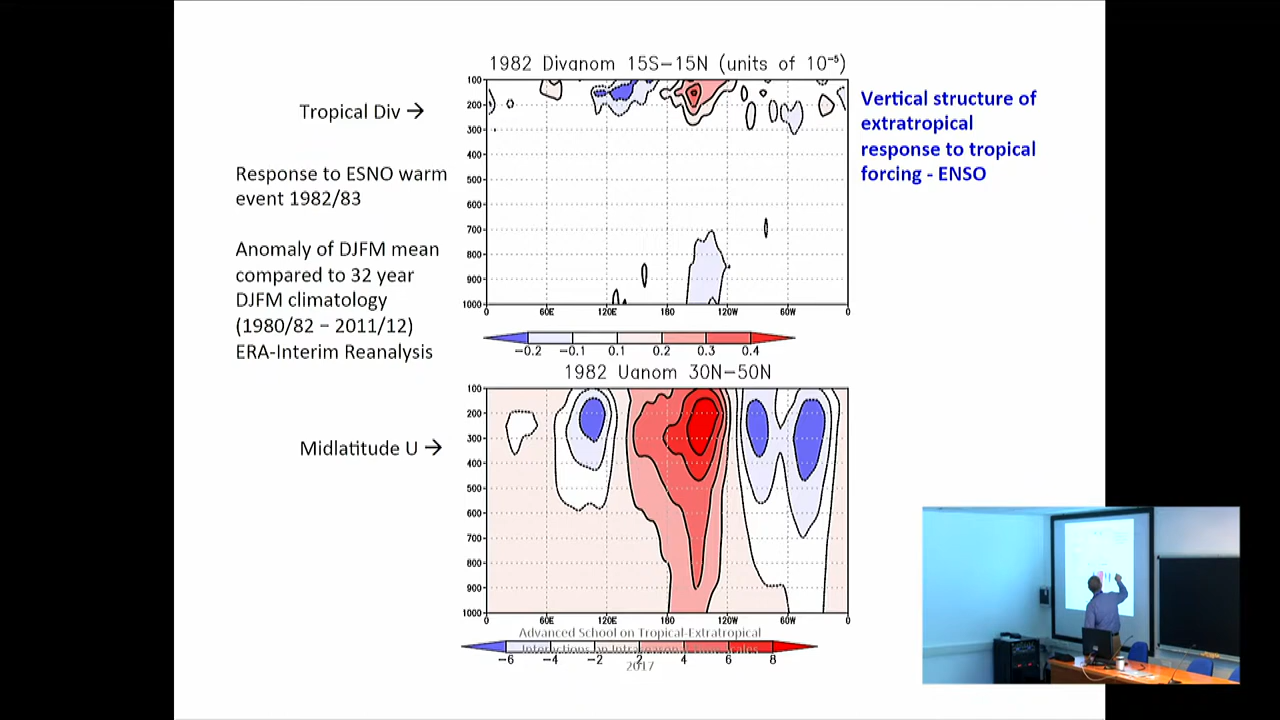 1982 Divanom 15S−15N (units of 10⁻⁵)
Tropical Div →
Response to ESNO warm
event 1982/83
Anomaly of DJFM mean
compared to 32 year
DJFM climatology
(1980/82 – 2011/12)
ERA-Interim Reanalysis
Vertical structure of
extratropical
response to tropical
forcing - ENSO
100
200
300
400
500
600
700
800
900
1000
0 60E 120E 180 120W 60W 0
−0.2 −0.1 0.1 0.2 0.3 0.4
1982 Uanom 30N−50N
Midlatitude U →
100
200
300
400
500
600
700
800
900
1000
0 60E 120E 180 120W 60W 0
Advanced School on Tropical-Extratropical
Interactions on Intraseasonal
−6 −4 −2 2 4 6 8
2017